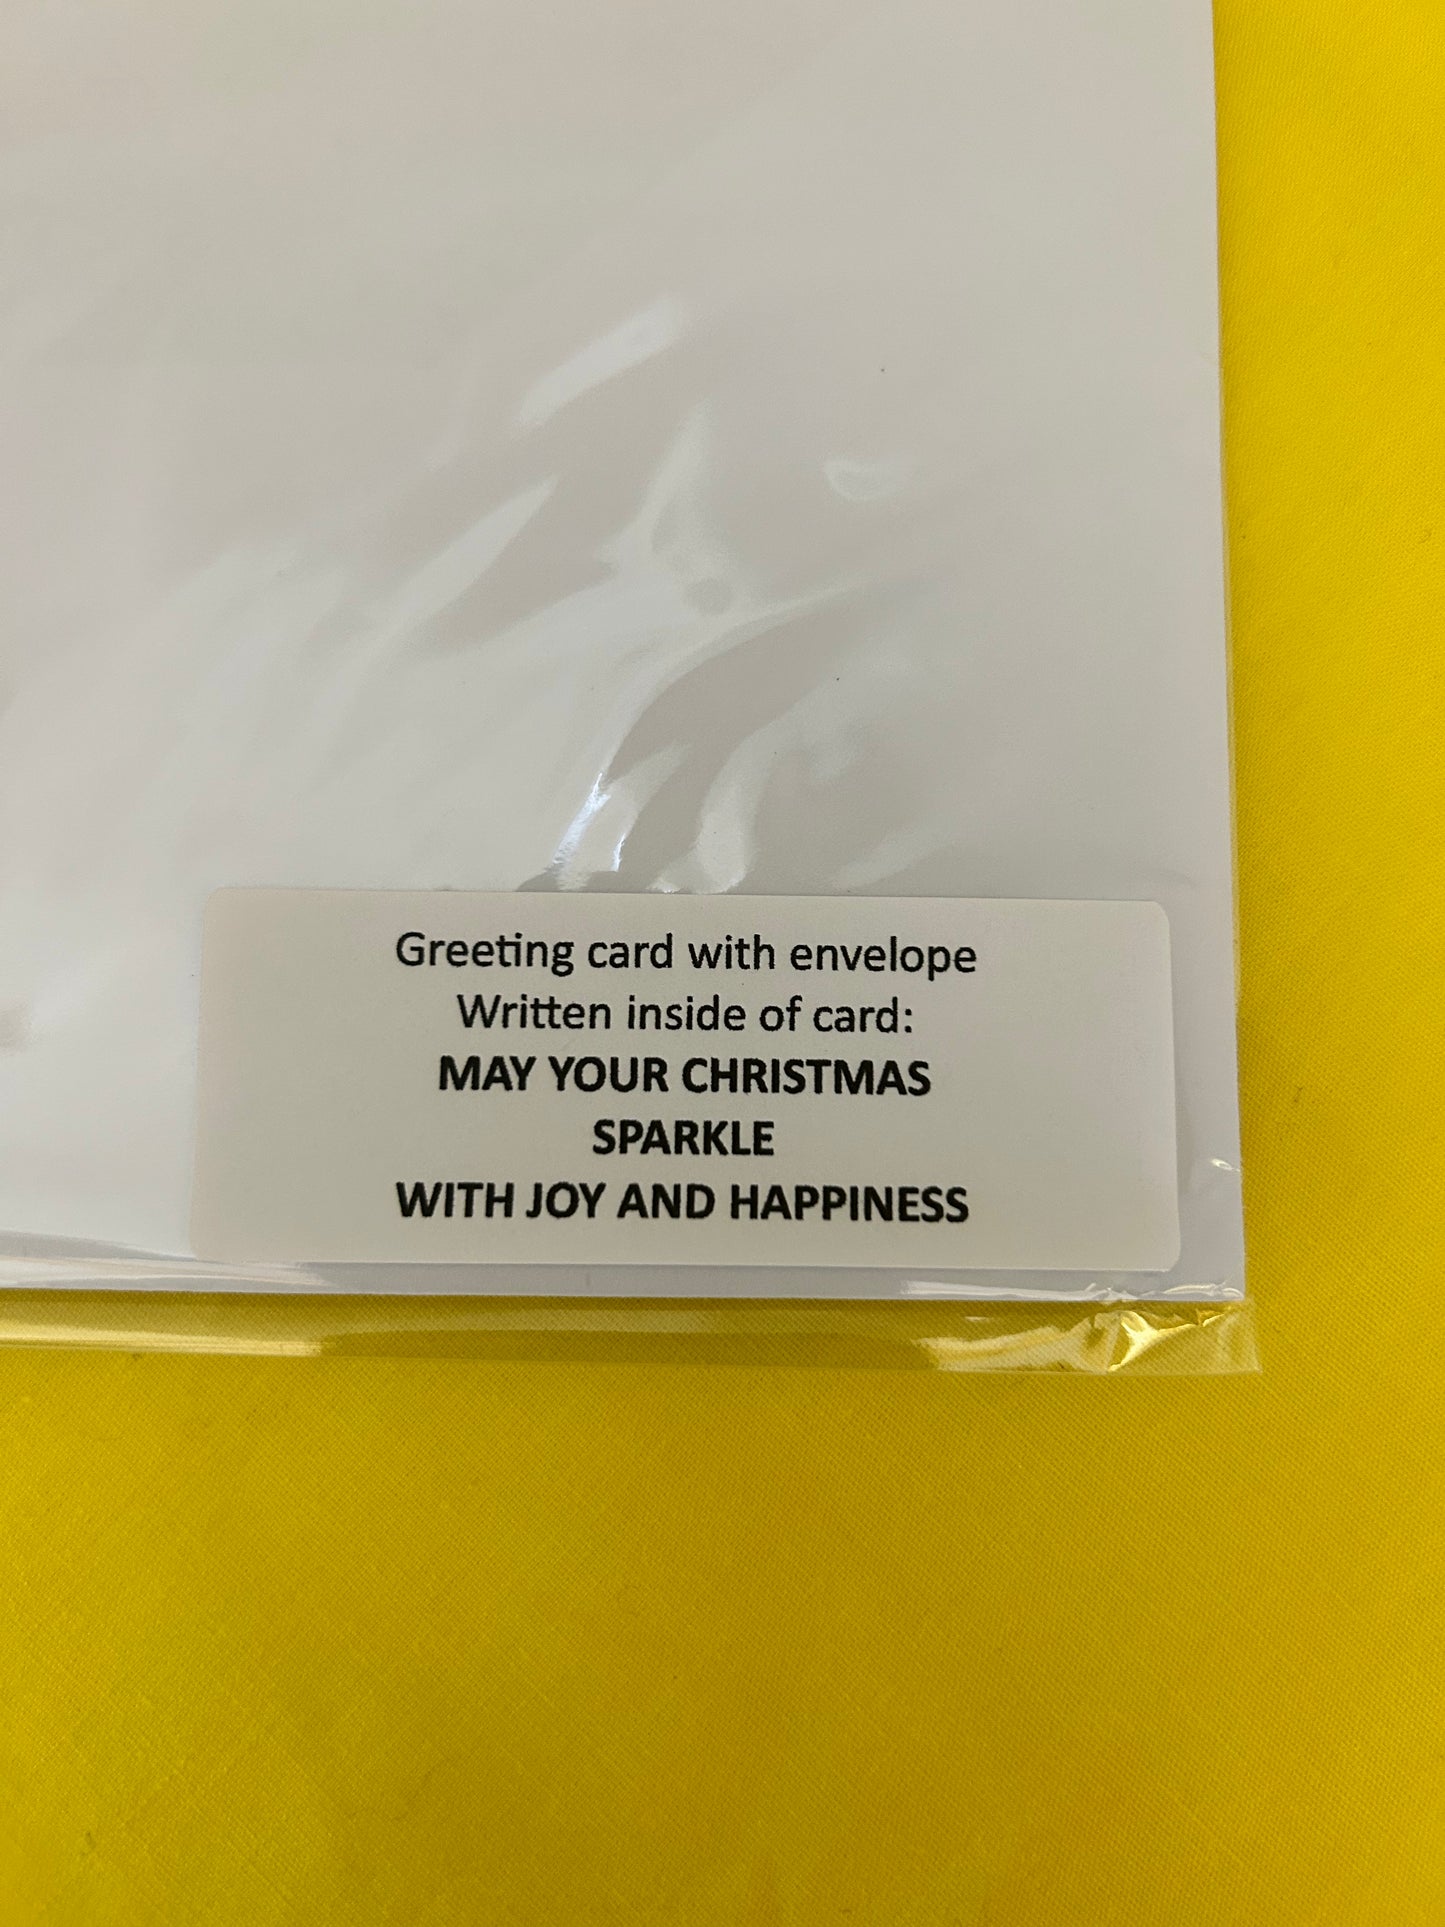 Greeting card with envelope
Written inside of card:
MAY YOUR CHRISTMAS
SPARKLE
WITH JOY AND HAPPINESS